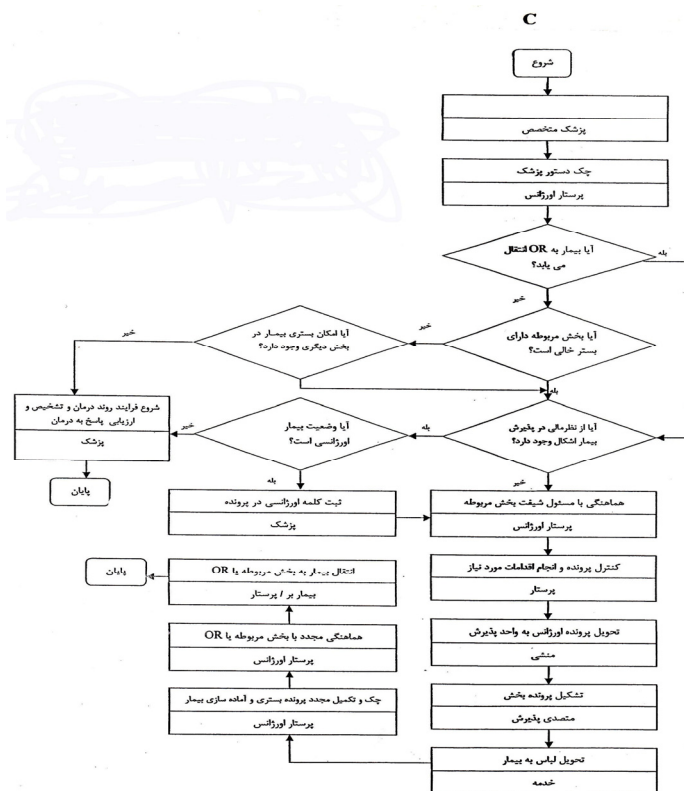 C
شروع
پزشک متخصص
چک دستور پزشک
پرستار اورژانس
آیا بیمار به OR انتقال
می یابد؟
بله
خیر
آیا بخش مربوطه دارای
بستر خالی است؟
خیر
آیا امکان بستری بیمار در
بخش دیگری وجود دارد؟
خیر
بله
شروع فرایند روند درمان و تشخیص و
ارزیابی پاسخ به درمان
پزشک
پایان
آیا از نظرمالی در پذیرش
بیمار اشکال وجود دارد؟
بله
آیا وضعیت بیمار
اورژانسی است؟
خیر
بله
خیر
ثبت کلمه اورژانسی در پرونده
پزشک
هماهنگی با مسئول شیفت بخش مربوطه
پرستار اورژانس
کنترل پرونده و انجام اقدامات مورد نیاز
پرستار
تحویل پرونده اورژانس به واحد پذیرش
منشی
تشکیل پرونده بخش
متصدی پذیرش
تحویل لباس به بیمار
خدمه
چک و تکمیل مجدد پرونده بستری و آماده سازی بیمار
پرستار اورژانس
هماهنگی مجدد با بخش مربوطه یا OR
پرستار اورژانس
انتقال بیمار به بخش مربوطه یا OR
بیمار بر / پرستار
پایان